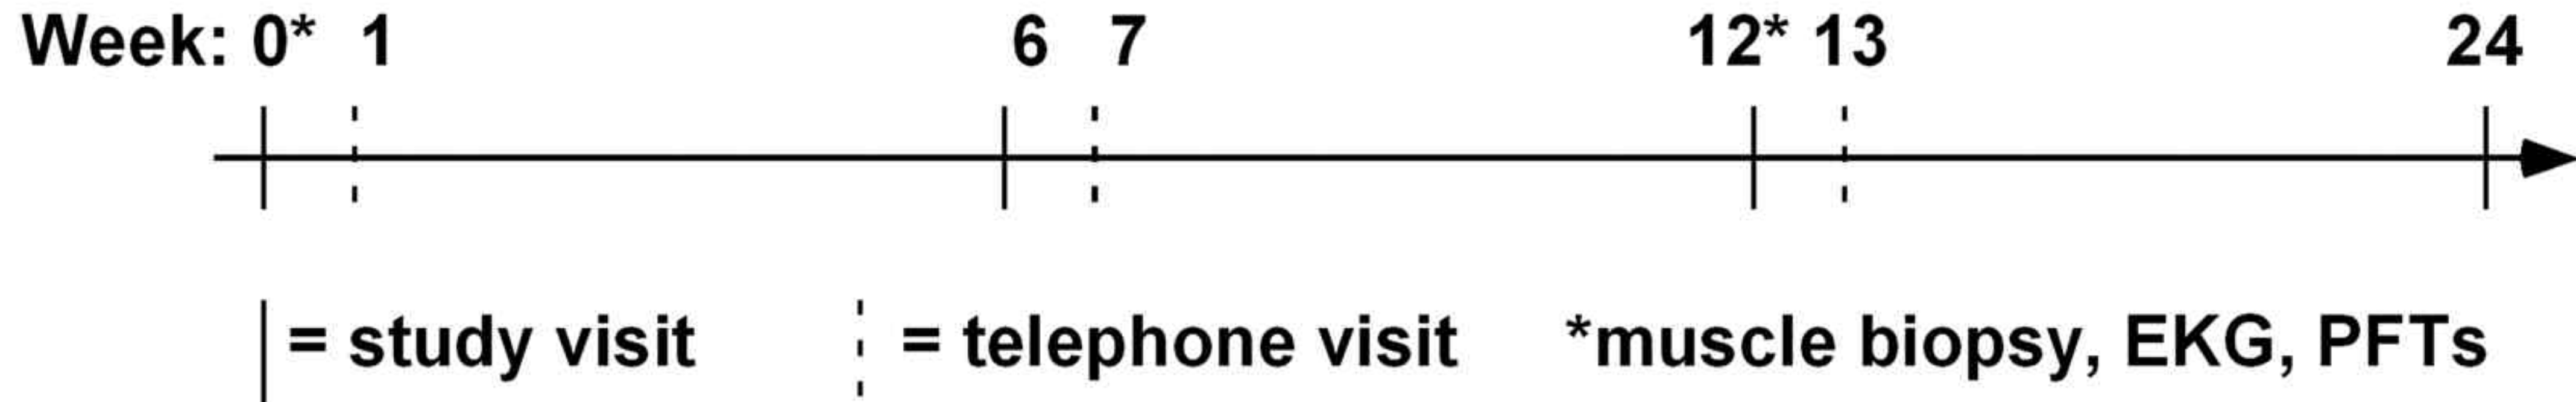 Week: 0* 1 6 7 12* 13 24
= study visit = telephone visit *muscle biopsy, EKG, PFTs